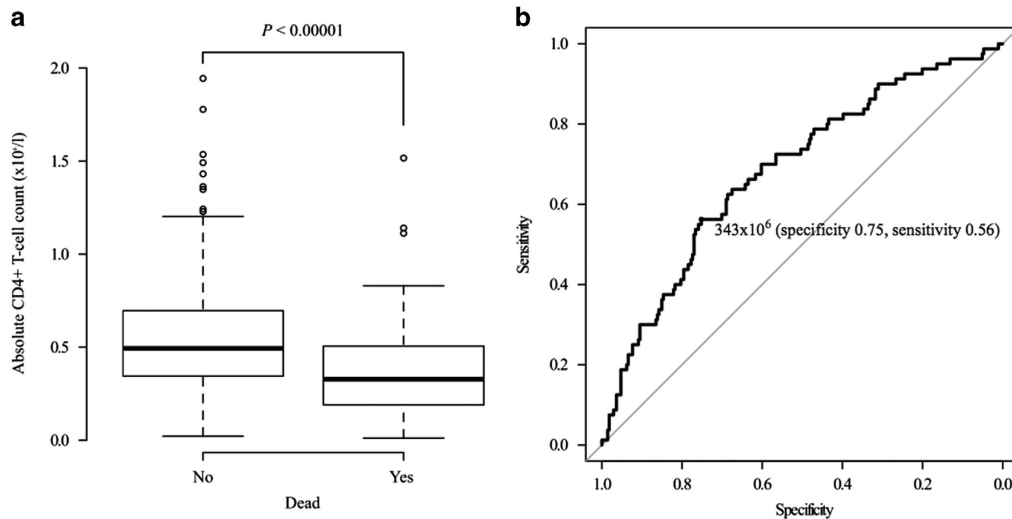 a
P < 0.00001
Absolute CD4+ T-cell count (x10⁹/l)
2.0
1.5
1.0
0.5
0.0
No Yes
Dead
b
Sensitivity
1.0
0.8
0.6
0.4
0.2
0.0
343x10⁶ (specificity 0.75, sensitivity 0.56)
1.0 0.8 0.6 0.4 0.2 0.0
Specificity